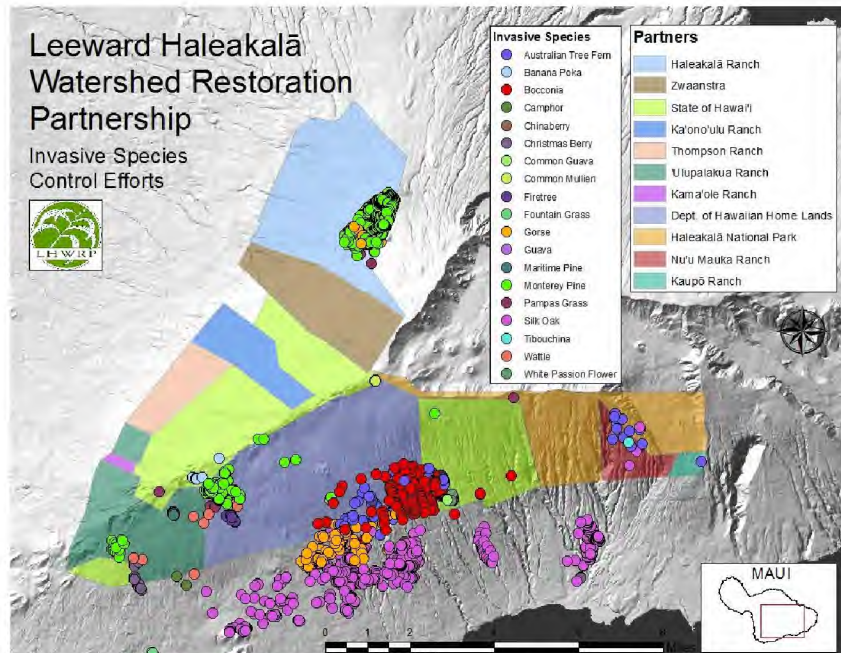 Leeward Haleakalā
Watershed Restoration
Partnership
Invasive Species
Control Efforts
LHWRP
Invasive Species
Australian Tree Fern
Banana Poka
Bocconia
Camphor
Chinaberry
Christmas Berry
Common Guava
Common Mullien
Firetree
Fountain Grass
Gorse
Guava
Maritime Pine
Monterey Pine
Pampas Grass
Silk Oak
Tibouchina
Wattle
White Passion Flower
Partners
Haleakalā Ranch
Zwaanstra
State of Hawai'i
Ka'ono'ulu Ranch
Thompson Ranch
'Ulupalakua Ranch
Kama'ole Ranch
Dept. of Hawaiian Home Lands
Haleakalā National Park
Nu'u Mauka Ranch
Kaupō Ranch
MAUI
0 1 2 4 6 8
Miles